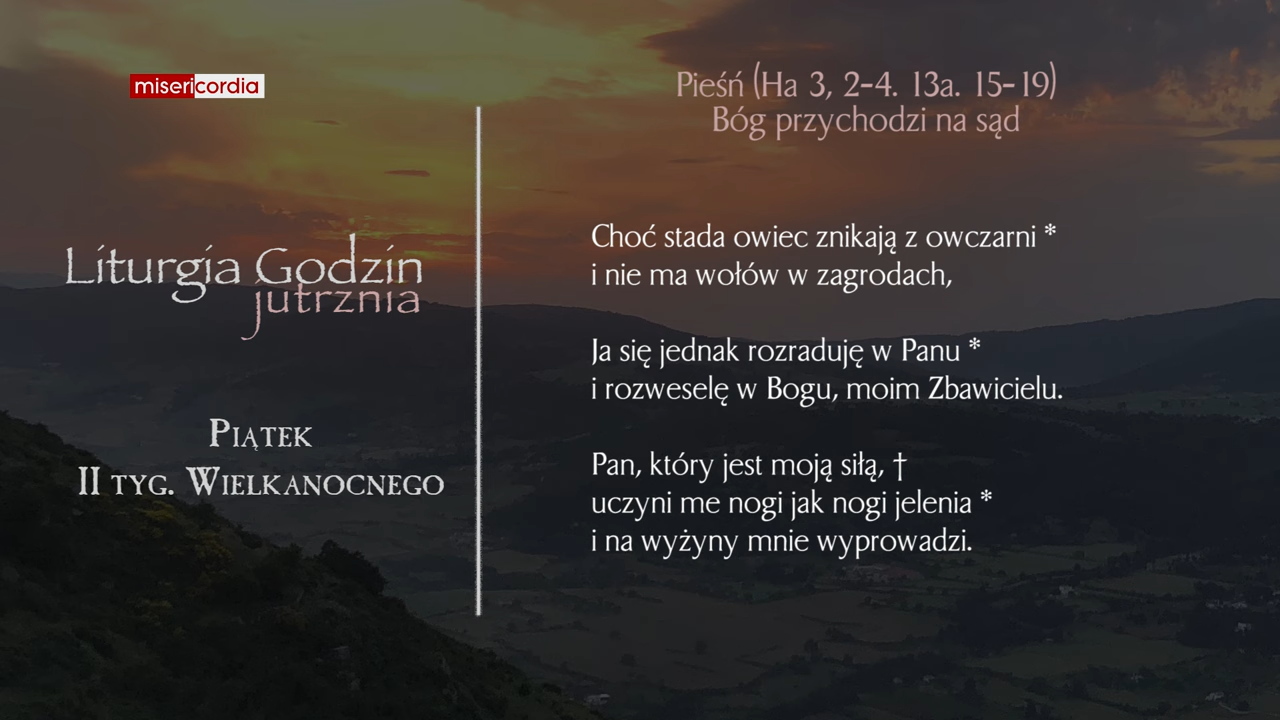 misericordia
Liturgia Godzin
jutrznia
Piątek
II tyg. Wielkanocnego
Pieśń (Ha 3, 2-4. 13a. 15-19)
Bóg przychodzi na sąd
Choć stada owiec znikają z owczarni *
i nie ma wołów w zagrodach,
Ja się jednak rozraduję w Panu *
i rozweselę w Bogu, moim Zbawicielu.
Pan, który jest moją siłą, †
uczyni me nogi jak nogi jelenia *
i na wyżyny mnie wyprowadzi.